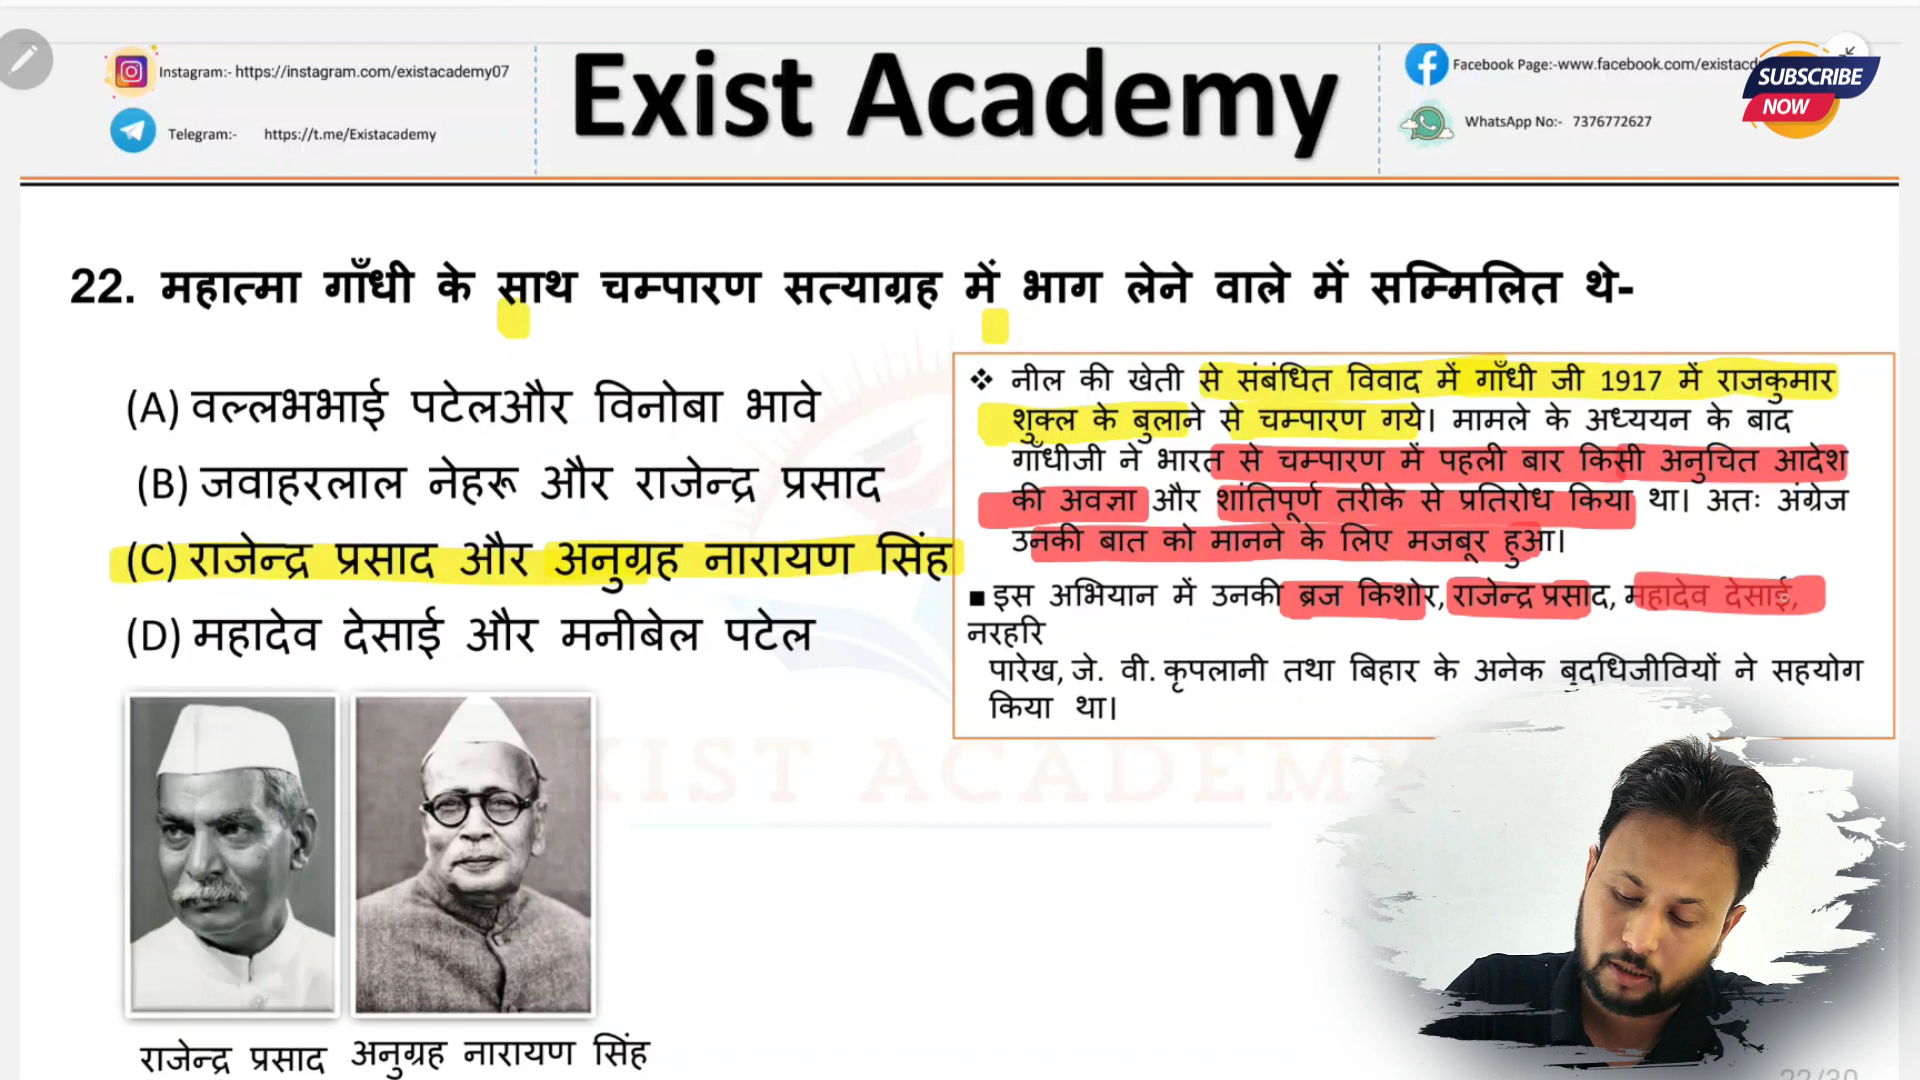 Instagram:- https://instagram.com/existacademy07
Telegram:- https://t.me/Existacademy
Exist Academy
Facebook Page:-www.facebook.com/existacd
WhatsApp No:- 7376772627
SUBSCRIBE
NOW
22. महात्मा गाँधी के साथ चम्पारण सत्याग्रह में भाग लेने वाले में सम्मिलित थे-
(A) वल्लभभाई पटेलऔर विनोबा भावे
(B) जवाहरलाल नेहरू और राजेन्द्र प्रसाद
(C) राजेन्द्र प्रसाद और अनुग्रह नारायण सिंह
(D) महादेव देसाई और मनीबेल पटेल
❖ नील की खेती से संबंधित विवाद में गाँधी जी 1917 में राजकुमार
शुक्ल के बुलाने से चम्पारण गये। मामले के अध्ययन के बाद
गाँधीजी ने भारत से चम्पारण में पहली बार किसी अनुचित आदेश
की अवज्ञा और शांतिपूर्ण तरीके से प्रतिरोध किया था। अतः अंग्रेज
उनकी बात को मानने के लिए मजबूर हुआ।
■ इस अभियान में उनकी ब्रज किशोर, राजेन्द्र प्रसाद, महादेव देसाई,
नरहरि
पारेख, जे. वी. कृपलानी तथा बिहार के अनेक बुदधिजीवियों ने सहयोग
किया था।
EXIST ACADEMY
राजेन्द्र प्रसाद
अनुग्रह नारायण सिंह